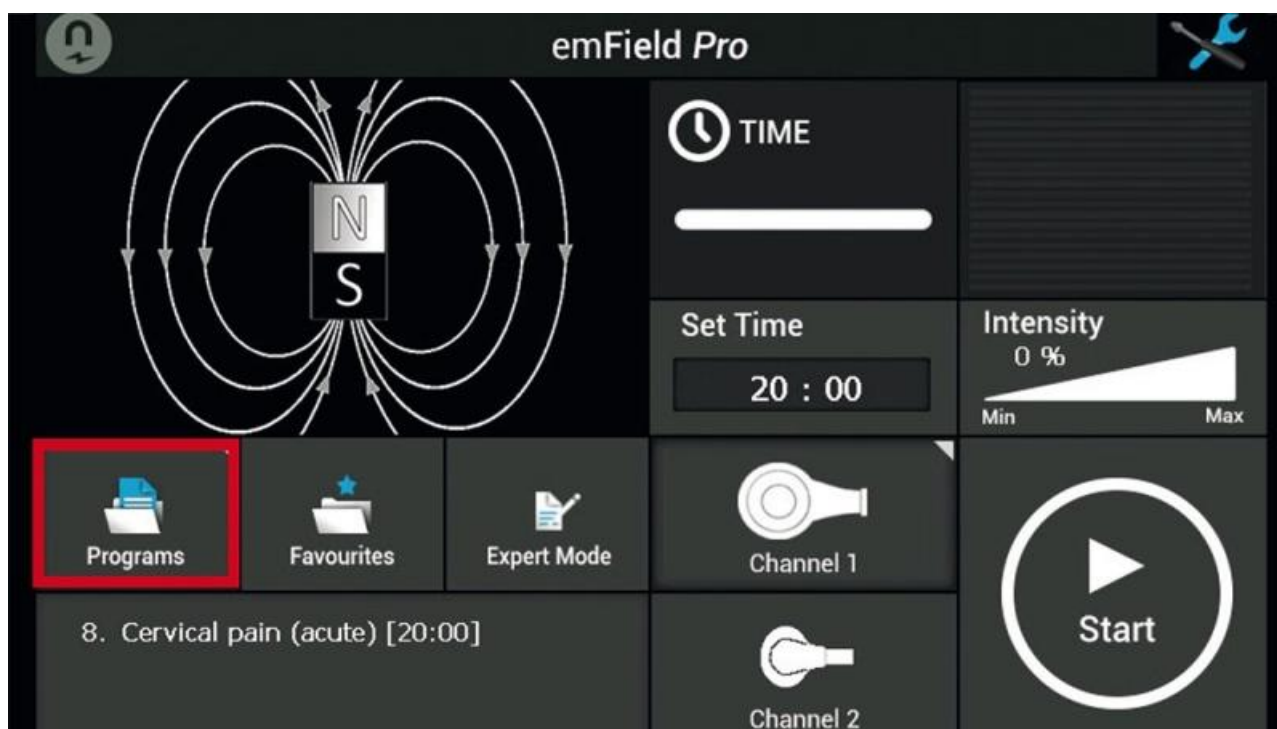 emField Pro
N
S
TIME
Set Time
20 : 00
Intensity
0 %
Min Max
Programs
Favourites
Expert Mode
Channel 1
8. Cervical pain (acute) [20:00]
Channel 2
Start